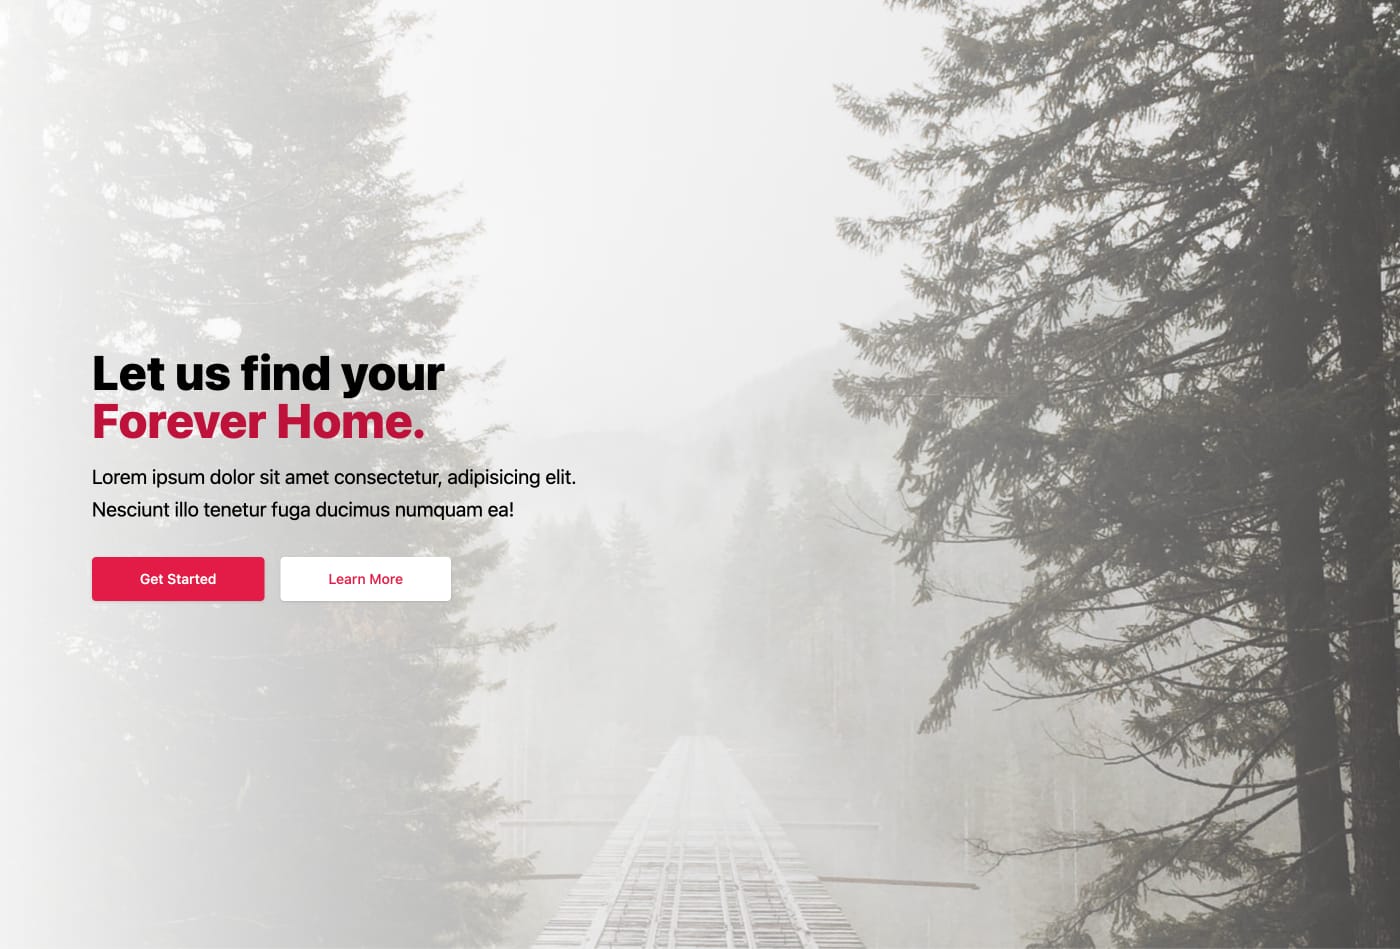 Let us find your
Forever Home.
Lorem ipsum dolor sit amet consectetur, adipisicing elit.
Nesciunt illo tenetur fuga ducimus numquam ea!
Get Started
Learn More